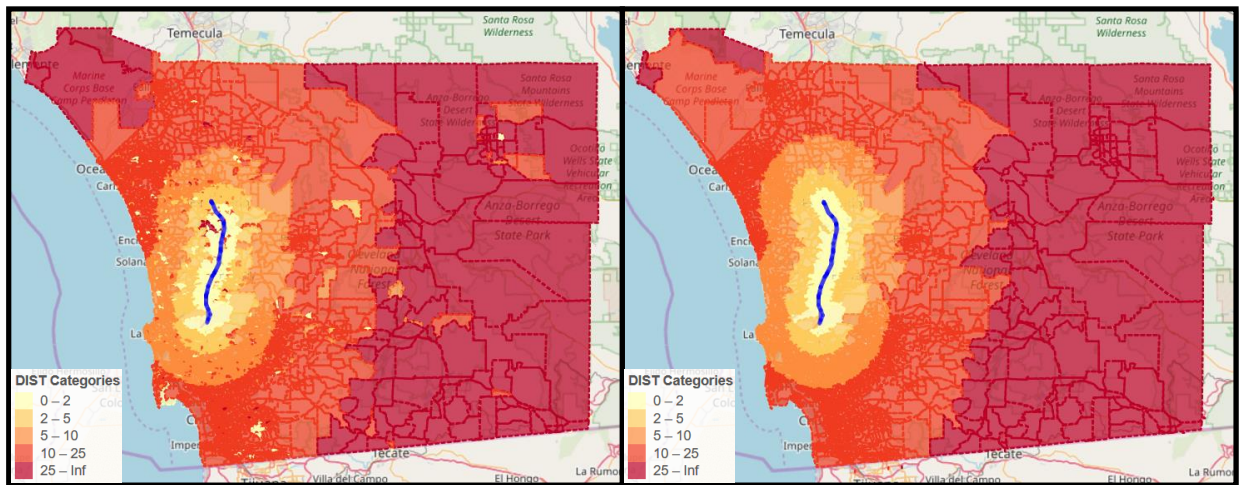 Temecula
Santa Rosa
Wilderness
Marine
Corps Base
Camp Pendleton
Anza-Borrego
Desert
State Wilderness
Santa Rosa
Mountains
State Wilderness
Ocotillo
Wells State
Vehicular
Recreation
Area
Ocea
Carl
Anza-Borrego
Desert
State Park
Enci
Solana
Cleveland
National
Forest
La
DIST Categories
0 – 2
2 – 5
5 – 10
10 – 25
25 – Inf
Impe
Tecate
Villa del Campo
El Hongo
La Rumo
Temecula
Santa Rosa
Wilderness
Marine
Corps Base
Camp Pendleton
Anza-Borrego
Desert
State Wilderness
Santa Rosa
Mountains
State Wilderness
Ocotillo
Wells State
Vehicular
Recreation
Area
Ocea
Carl
Anza-Borrego
Desert
State Park
Enci
Solana
Cleveland
National
Forest
La
DIST Categories
0 – 2
2 – 5
5 – 10
10 – 25
25 – Inf
Imper
Tecate
Villa del Campo
El Hongo
La Rumo